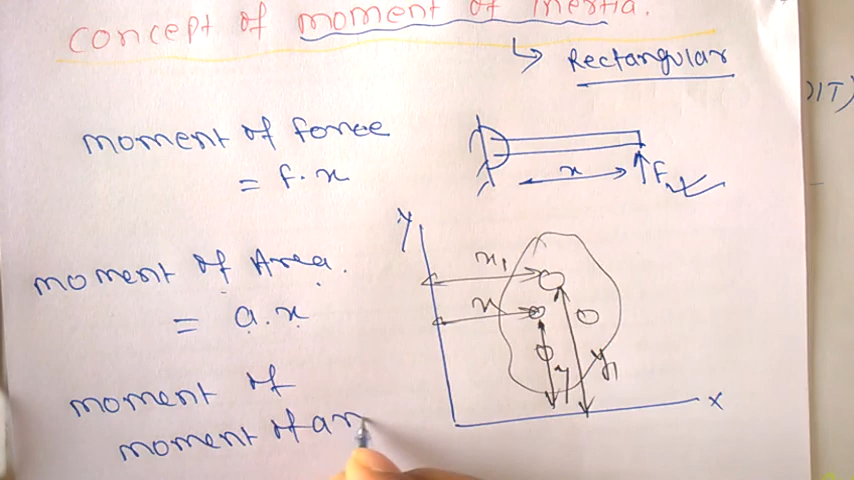 concept of moment of Inertia.
↳ Rectangular
DIT)
moment of force
= f.x
x
F
y
x1
moment of Area.
x
= a.x
y
y1
x
moment of
moment of ar